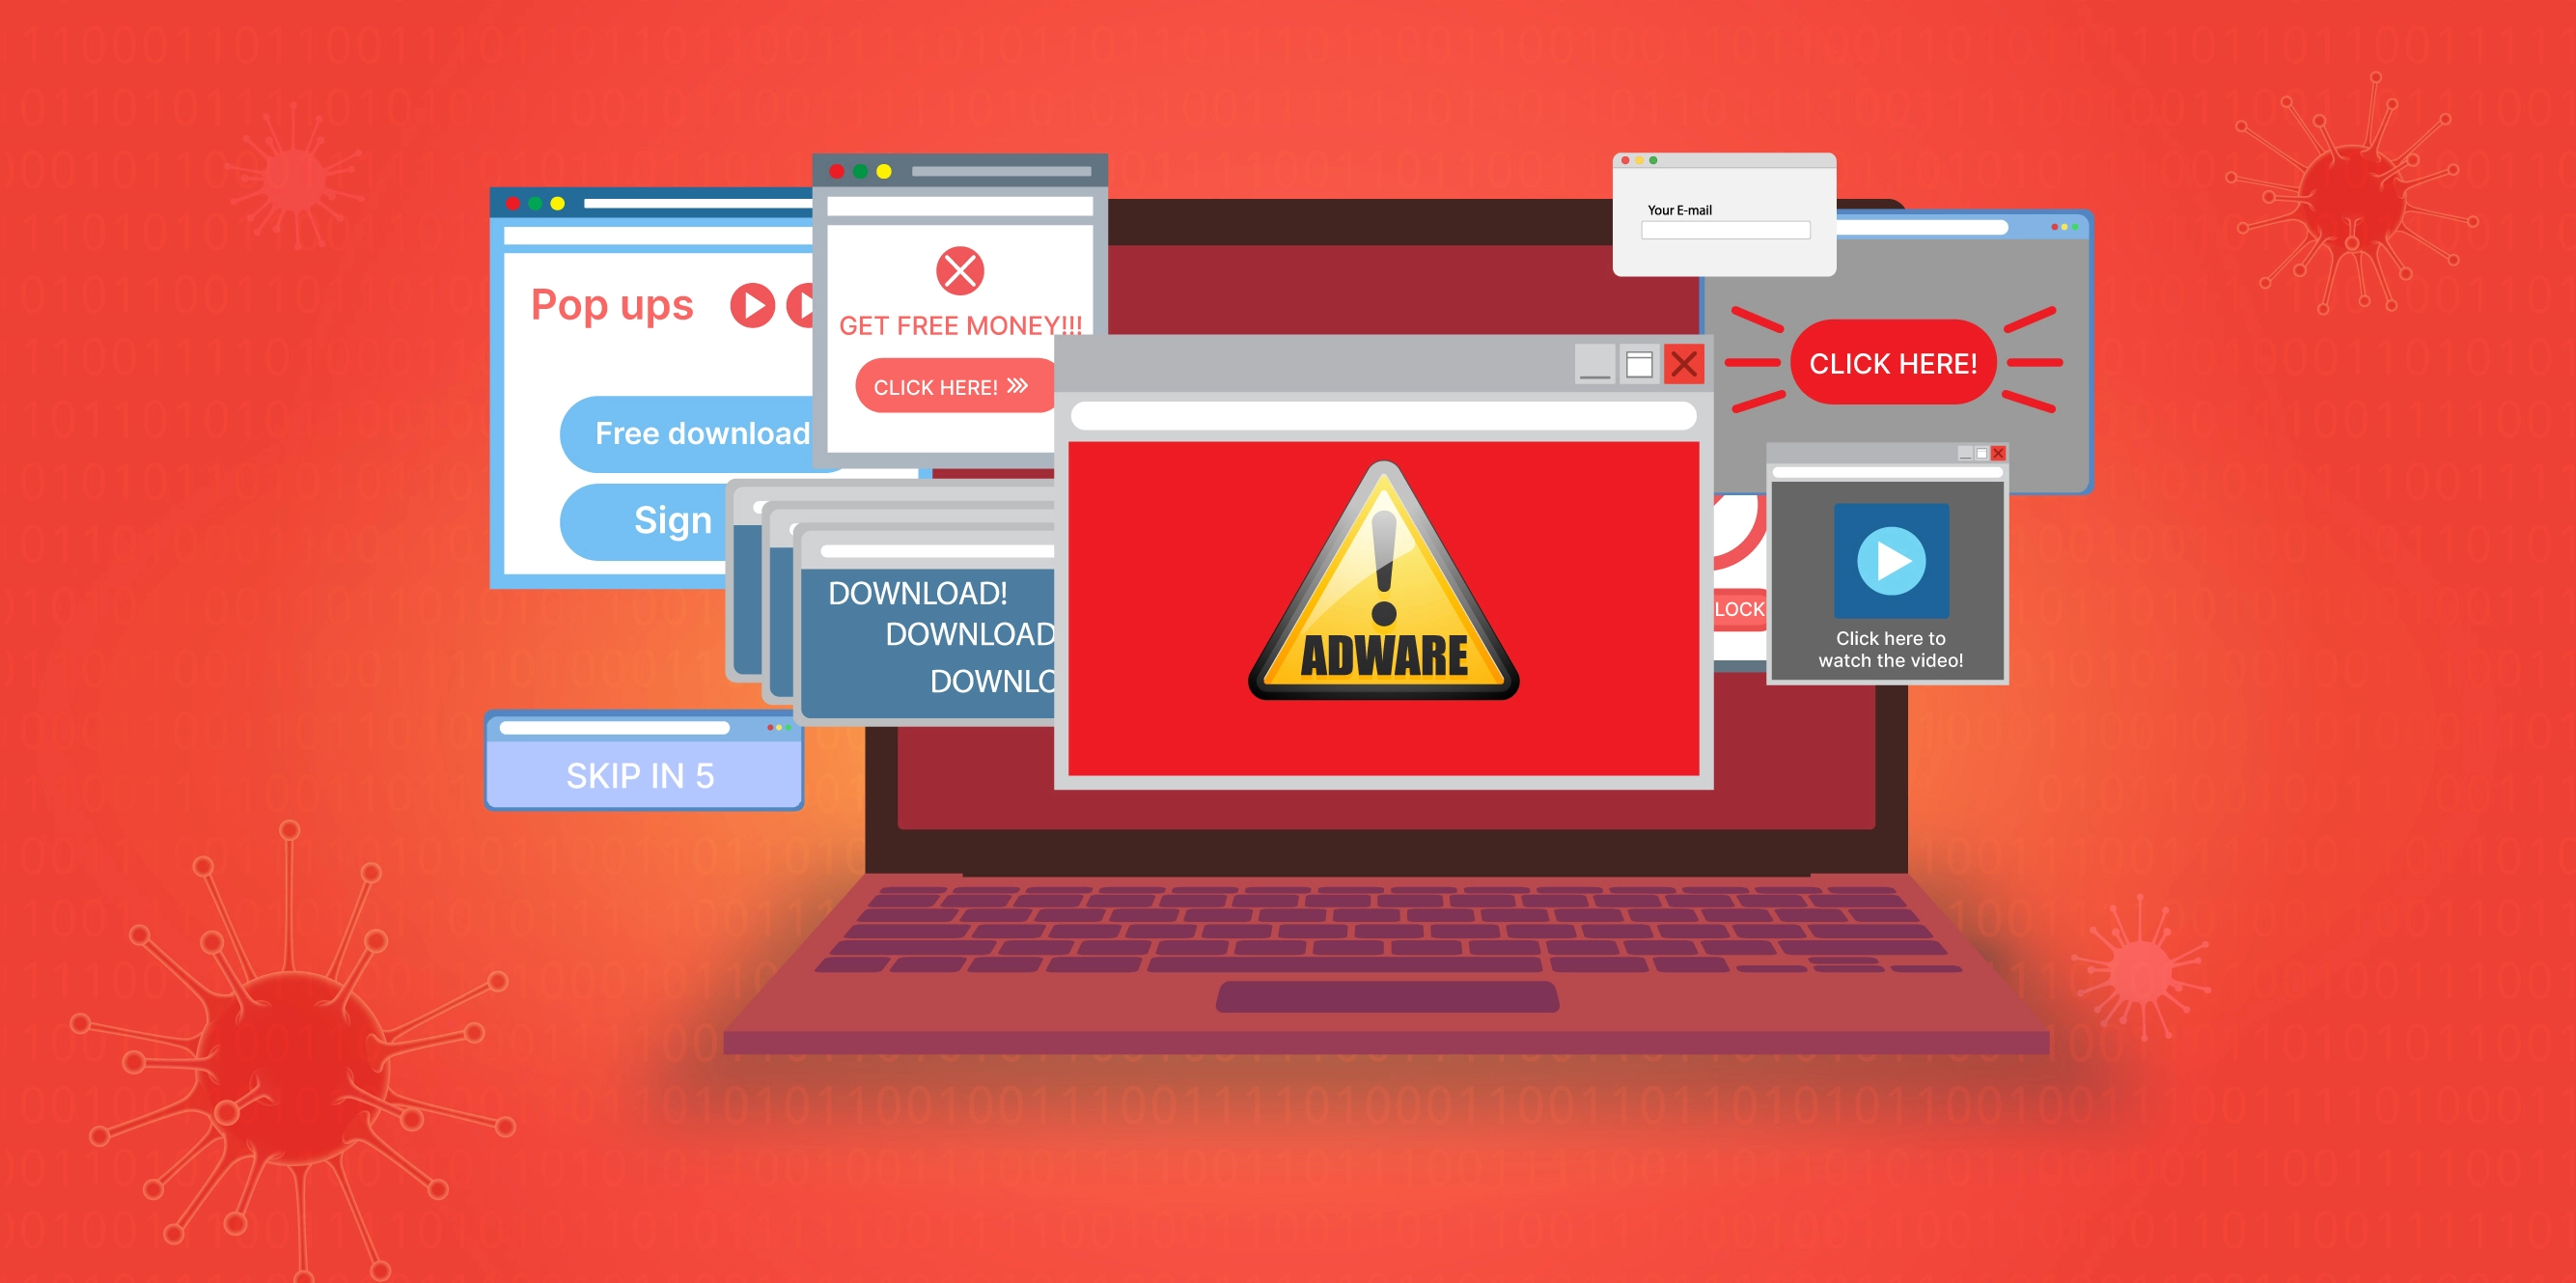 Your E-mail
Pop ups
GET FREE MONEY!!!
CLICK HERE!
CLICK HERE!
Free download
Sign
DOWNLOAD!
DOWNLOAD
DOWNLO
LOCK
ADWARE
Click here to
watch the video!
SKIP IN 5